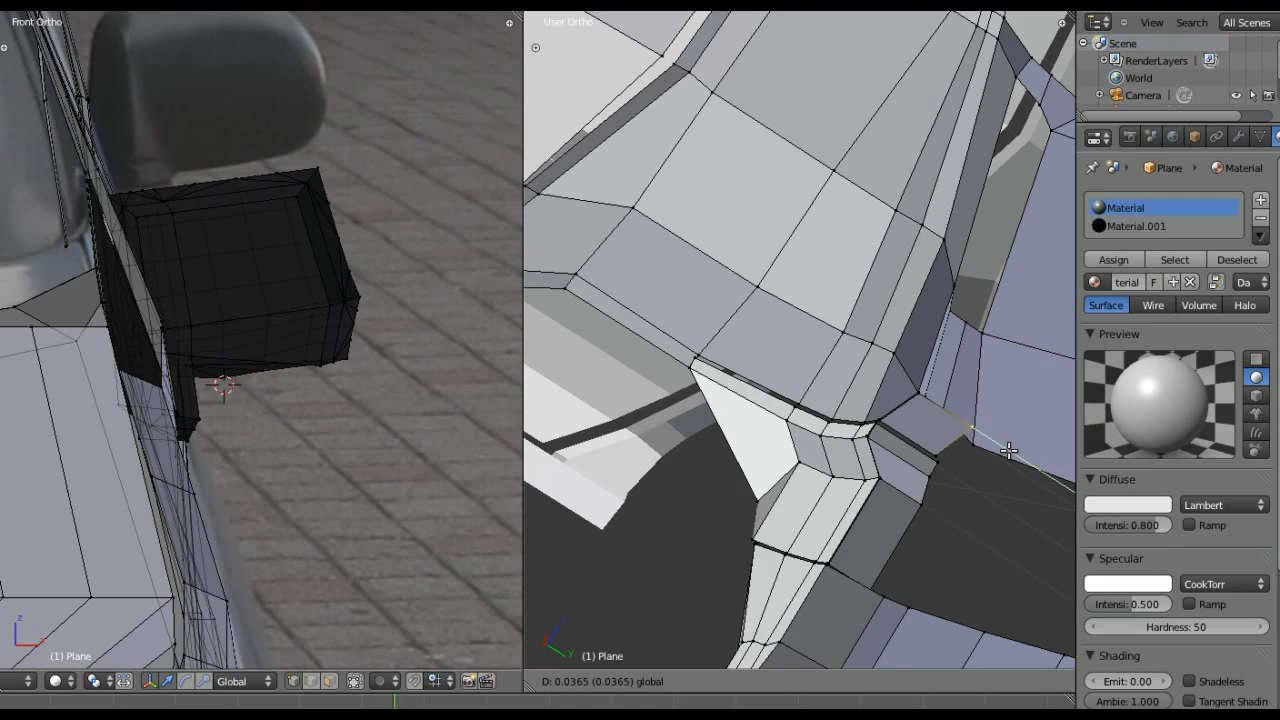 Front Ortho
User Ortho
View Search All Scenes
Scene
RenderLayers
World
Camera
Plane Material
Material
Material.001
Assign Select Deselect
terial F Da
Surface Wire Volume Halo
Preview
Diffuse
Lambert
Intensi: 0.800 Ramp
Specular
CookTorr
Intensi: 0.500 Ramp
Hardness: 50
Shading
Emit: 0.00 Shadeless
Ambie: 1.000 Tangent Shadin
z
x
(1) Plane
z
y
(1) Plane
Global
D: 0.0365 (0.0365) global